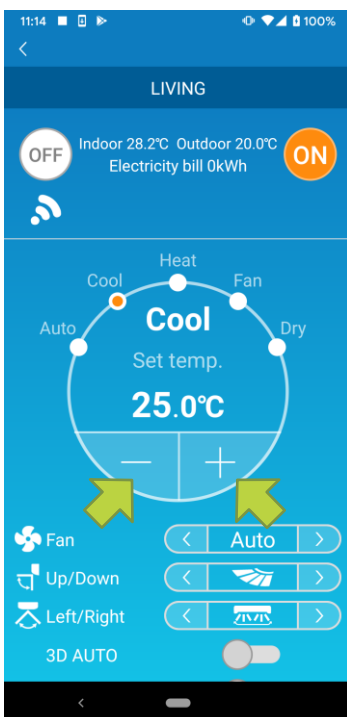 11:14 100%
LIVING
OFF Indoor 28.2℃ Outdoor 20.0℃ ON
Electricity bill 0kWh
Heat
Cool Fan
Auto Cool Dry
Set temp.
25.0℃
Fan Auto
Up/Down
Left/Right
3D AUTO